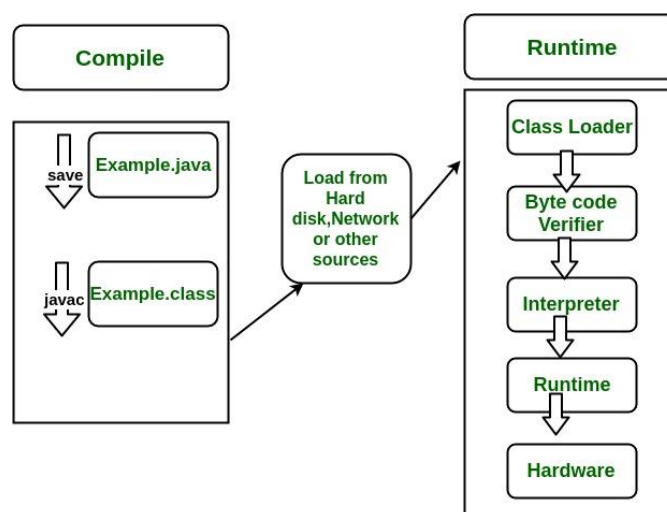 Compile
save
Example.java
javac
Example.class
Load from
Hard
disk,Network
or other
sources
Runtime
Class Loader
Byte code
Verifier
Interpreter
Runtime
Hardware